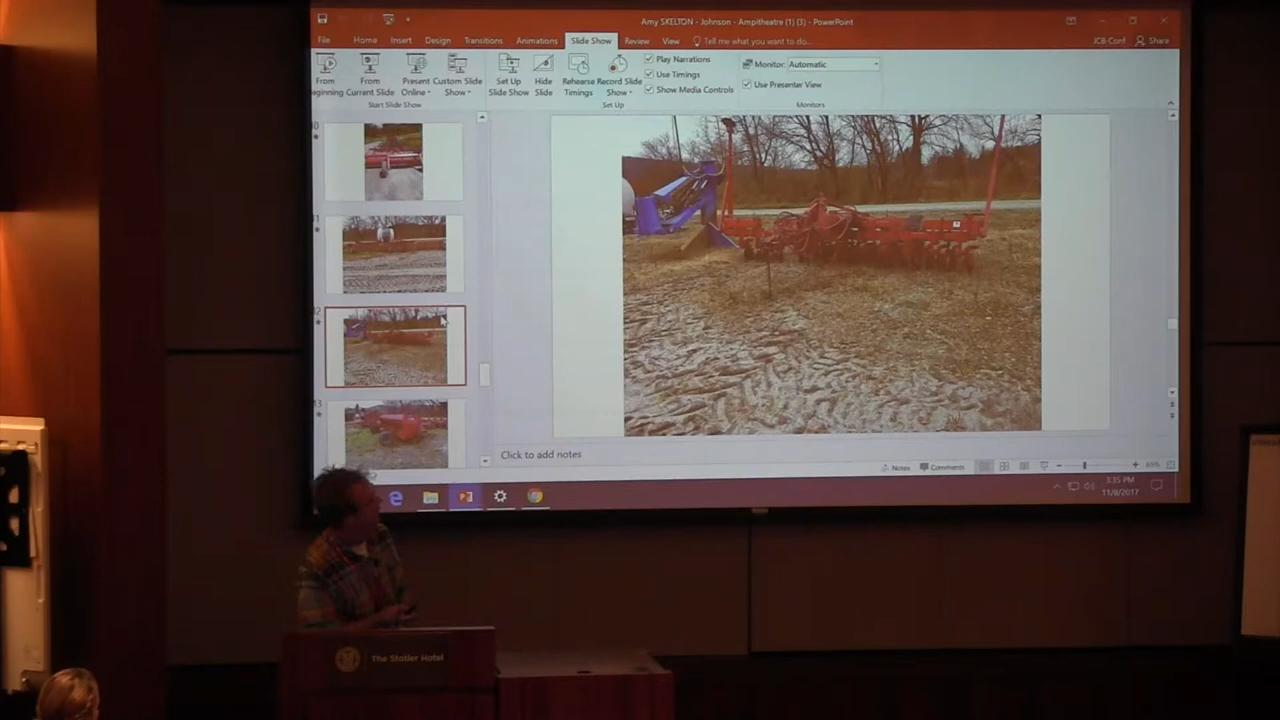 Amy SKELTON - Johnson - Ampitheatre (1) (3) - PowerPoint
File Home Insert Design Transitions Animations Slide Show Review View Tell me what you want to do... JCB-Conf Share
From Beginning From Current Slide Present Online Custom Slide Show Set Up Slide Show Hide Slide Rehearse Timings Record Slide Show
Play Narrations
Use Timings
Show Media Controls
Monitor: Automatic
Use Presenter View
Start Slide Show Set Up Monitors
Click to add notes
Notes Comments 65%
3:35 PM
11/8/2017
The Statler Hotel